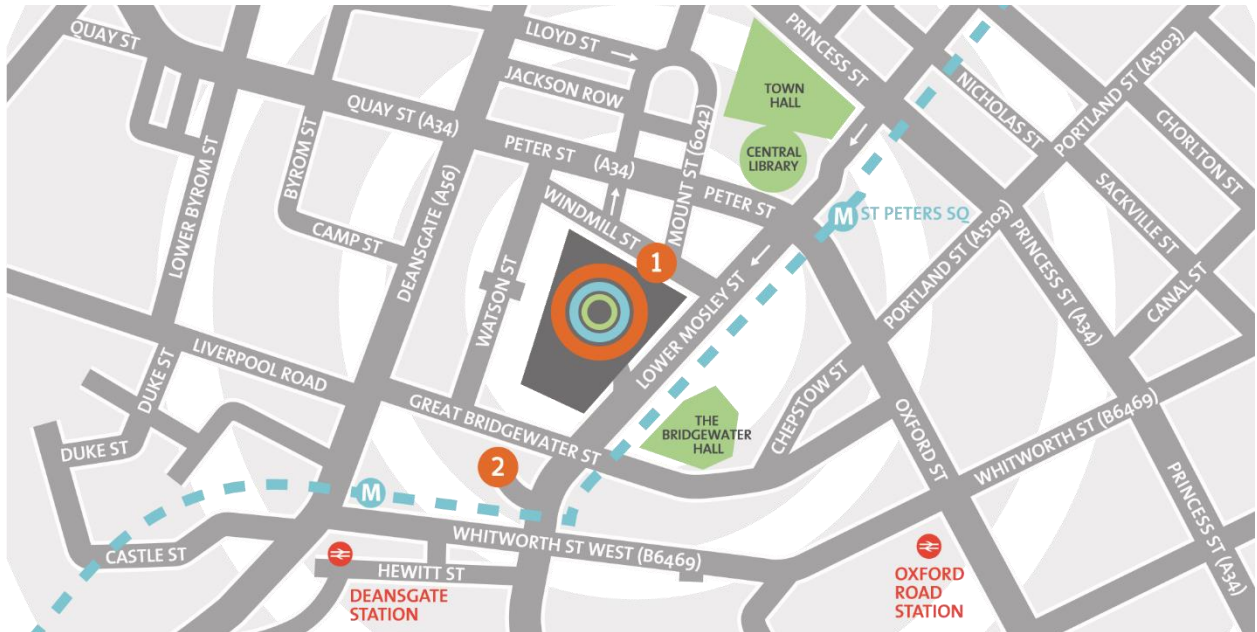 QUAY ST
LLOYD ST
JACKSON ROW
PRINCESS ST
PORTLAND ST (A5103)
NICHOLAS ST
CHORLTON ST
TOWN
HALL
QUAY ST (A34)
LOWER BYROM ST
BYROM ST
PETER ST
(A34)
MOUNT ST (6042)
CENTRAL
LIBRARY
PETER ST
SACKVILLE ST
M
ST PETERS SQ
WINDMILL ST
CAMP ST
DEANSGATE (A56)
1
PORTLAND ST (A5103)
PRINCESS ST (A34)
CANAL ST
WATSON ST
LOWER MOSLEY ST
LIVERPOOL ROAD
DUKE ST
GREAT BRIDGEWATER ST
THE
BRIDGEWATER
HALL
CHEPSTOW ST
OXFORD ST
WHITWORTH ST (B6469)
DUKE ST
2
M
CASTLE ST
WHITWORTH ST WEST (B6469)
PRINCESS ST (A34)
HEWITT ST
DEANSGATE
STATION
OXFORD
ROAD
STATION